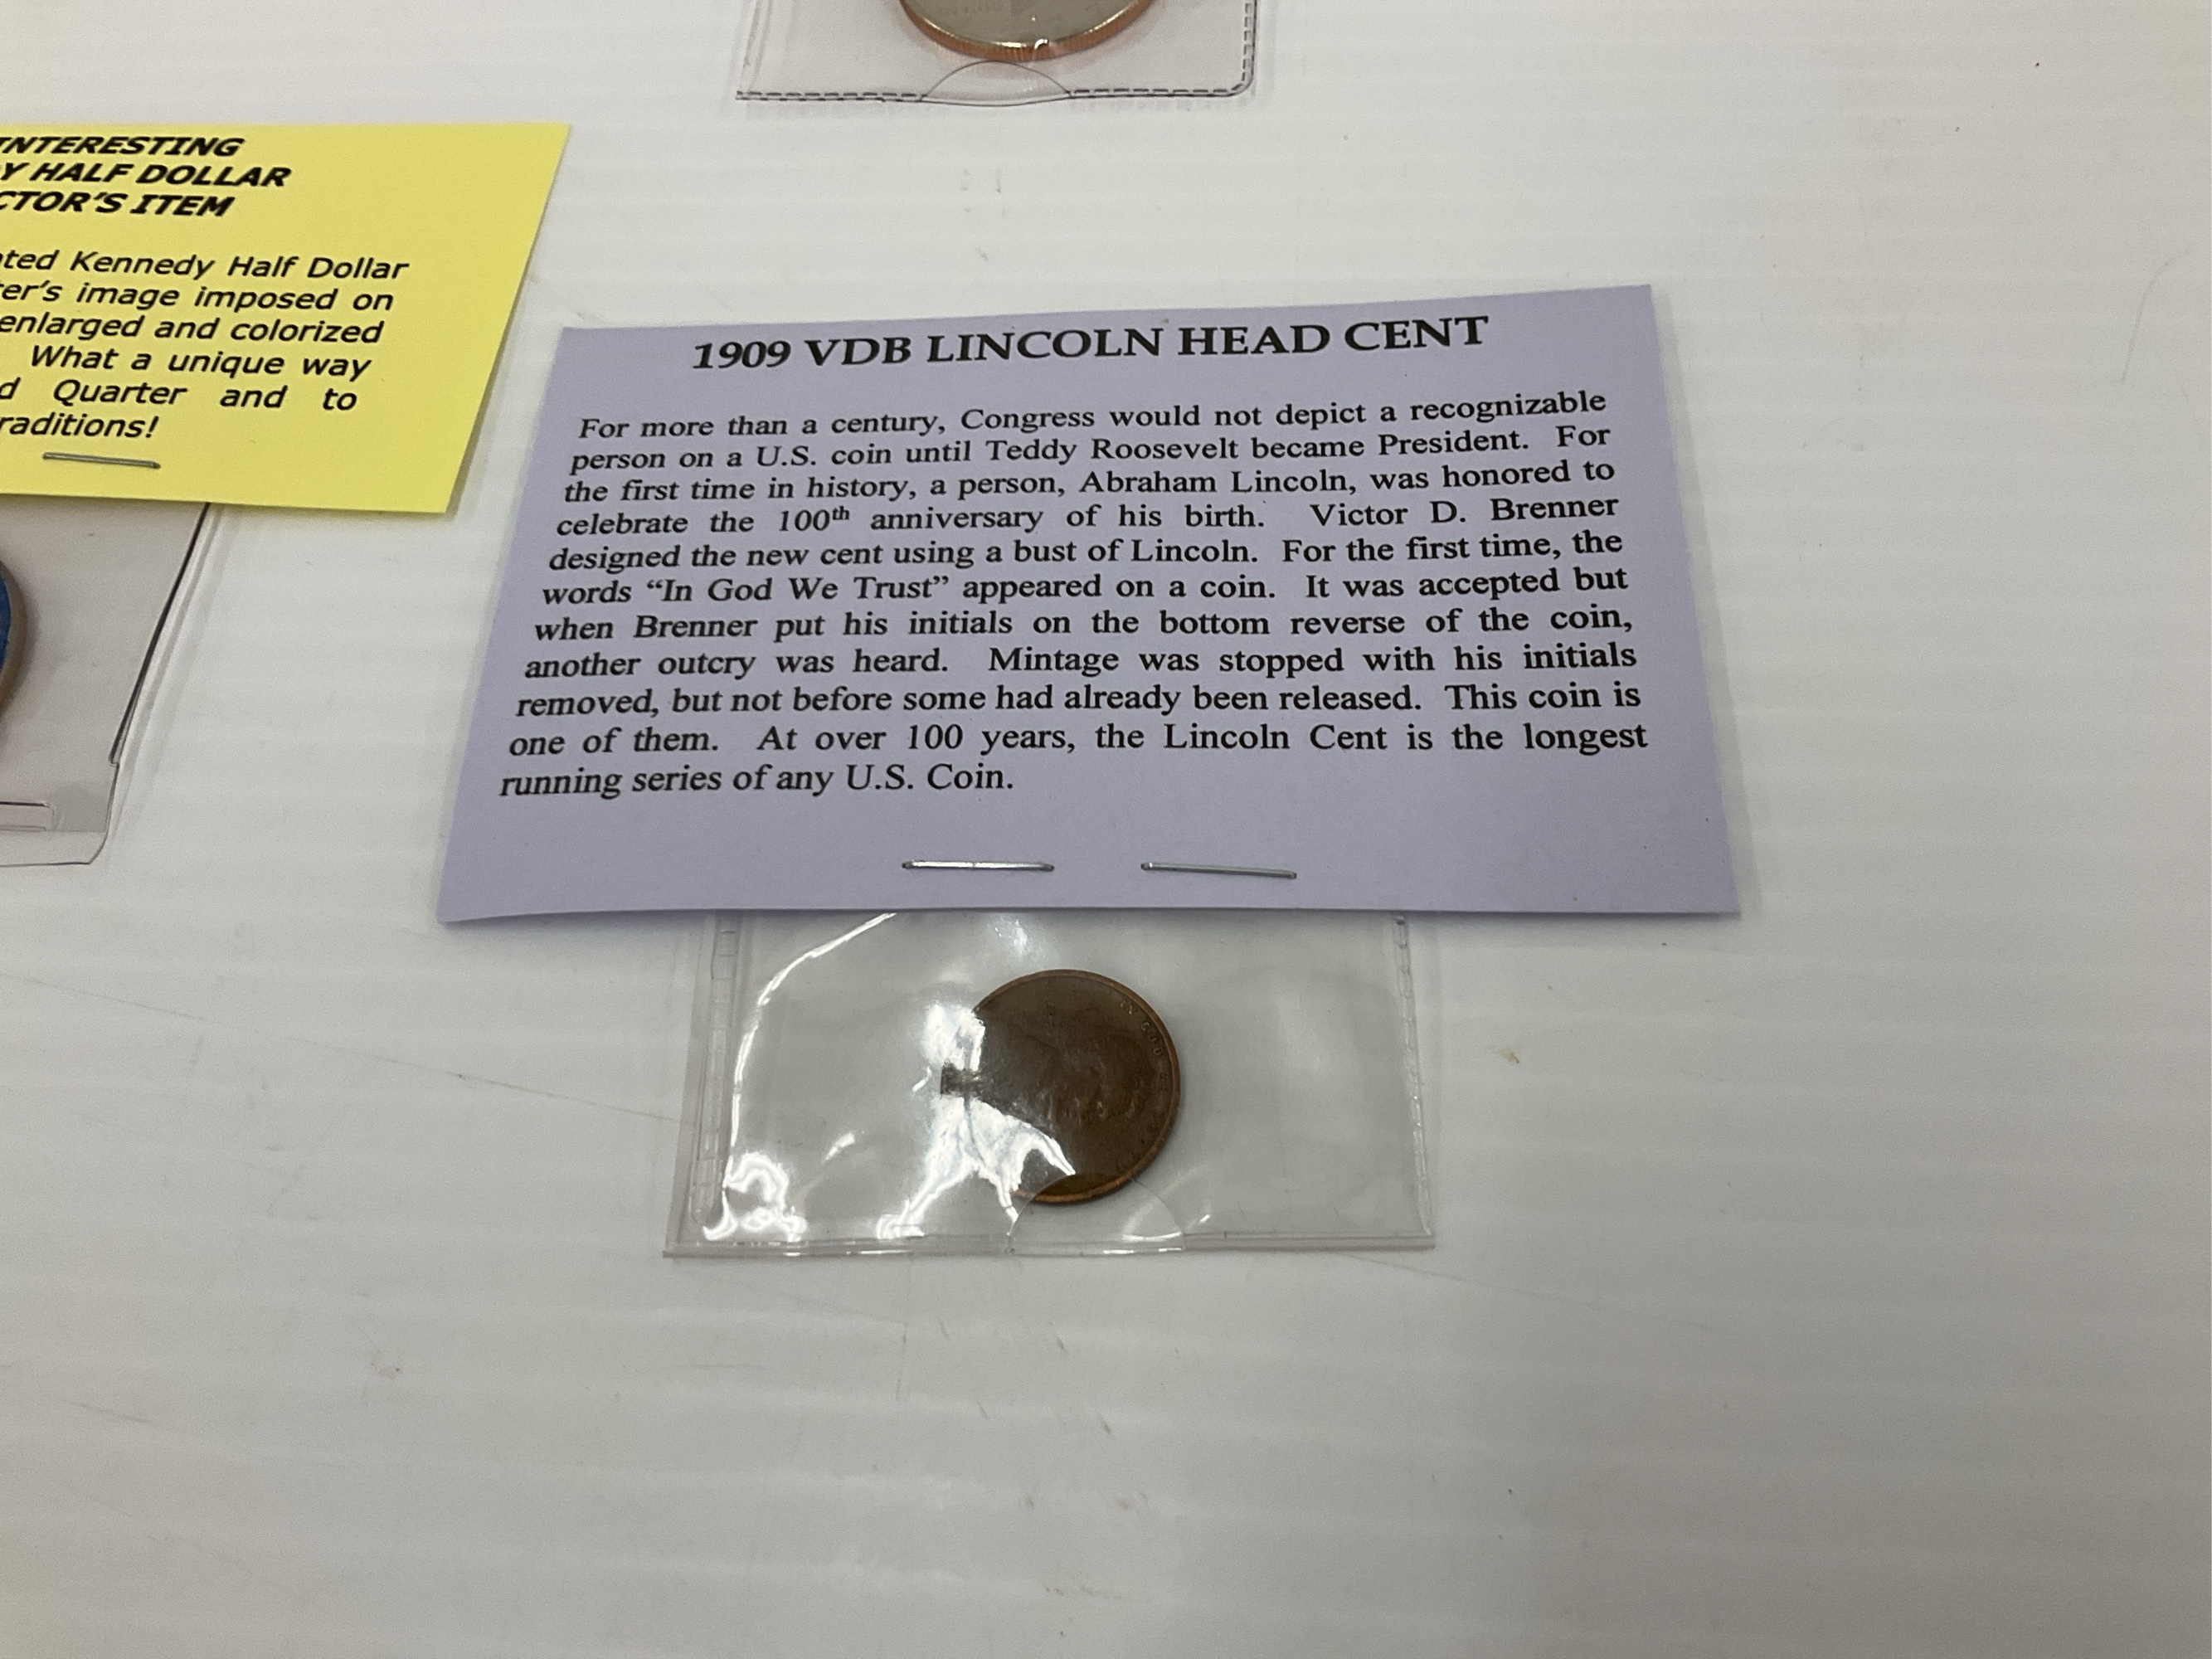 INTERESTING
Y HALF DOLLAR
CTOR'S ITEM
ted Kennedy Half Dollar
er's image imposed on
enlarged and colorized
What a unique way
d Quarter and to
raditions!
1909 VDB LINCOLN HEAD CENT
For more than a century, Congress would not depict a recognizable
person on a U.S. coin until Teddy Roosevelt became President. For
the first time in history, a person, Abraham Lincoln, was honored to
celebrate the 100th anniversary of his birth. Victor D. Brenner
designed the new cent using a bust of Lincoln. For the first time, the
words “In God We Trust” appeared on a coin. It was accepted but
when Brenner put his initials on the bottom reverse of the coin,
another outcry was heard. Mintage was stopped with his initials
removed, but not before some had already been released. This coin is
one of them. At over 100 years, the Lincoln Cent is the longest
running series of any U.S. Coin.
IN GOD